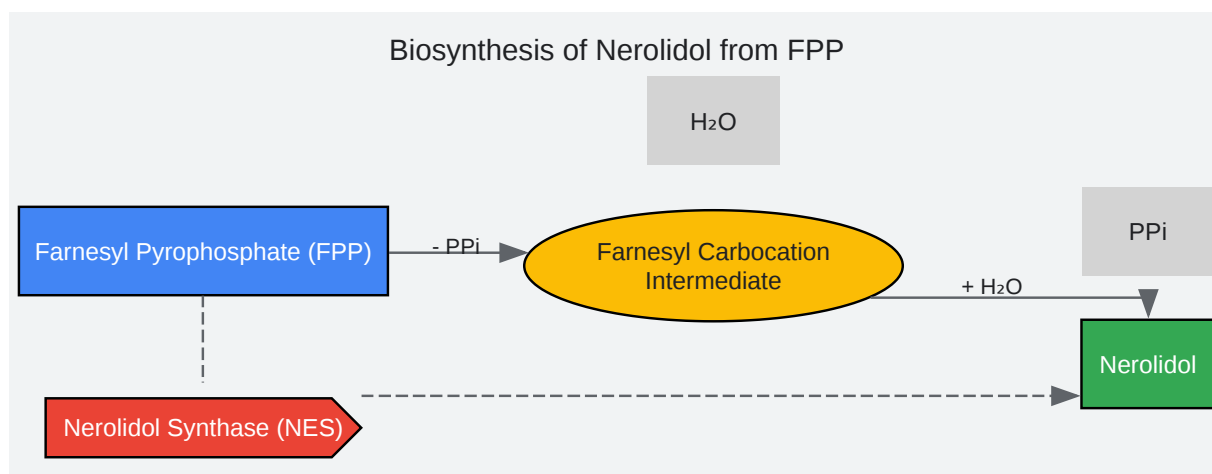 Biosynthesis of Nerolidol from FPP
H₂O
Farnesyl Pyrophosphate (FPP)
- PPi
Farnesyl Carbocation
Intermediate
PPi
+ H₂O
Nerolidol
Nerolidol Synthase (NES)